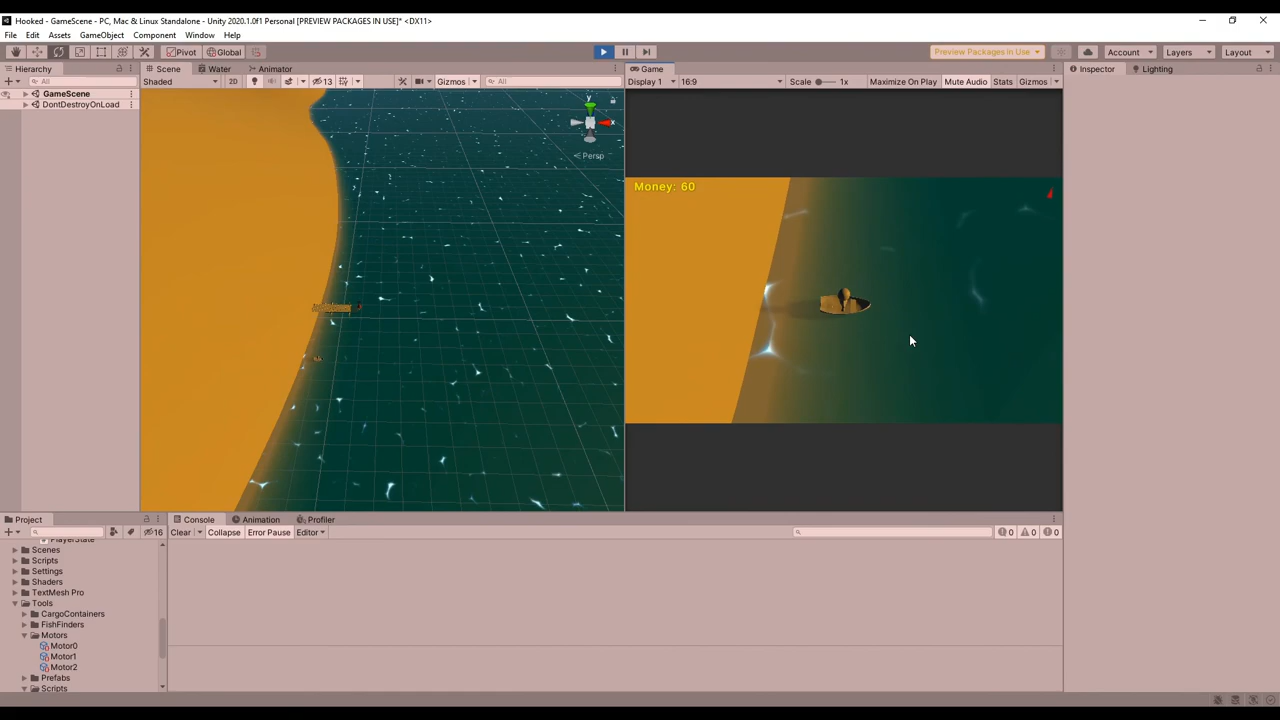 Hooked - GameScene - PC, Mac & Linux Standalone - Unity 2020.1.0f1 Personal [PREVIEW PACKAGES IN USE]* <DX11>
File Edit Assets GameObject Component Window Help
Pivot Global Preview Packages in Use Account Layers Layout
Hierarchy Scene Water Animator Game Inspector Lighting
All Shaded 2D 13 Gizmos All Display 1 16:9 Scale 1x Maximize On Play Mute Audio Stats Gizmos
GameScene
DontDestroyOnLoad
y
x
< Persp
Money: 60
Project Console Animation Profiler
16 Clear Collapse Error Pause Editor 0 0 0
PlayerState
Scenes
Scripts
Settings
Shaders
TextMesh Pro
Tools
CargoContainers
FishFinders
Motors
Motor0
Motor1
Motor2
Prefabs
Scripts